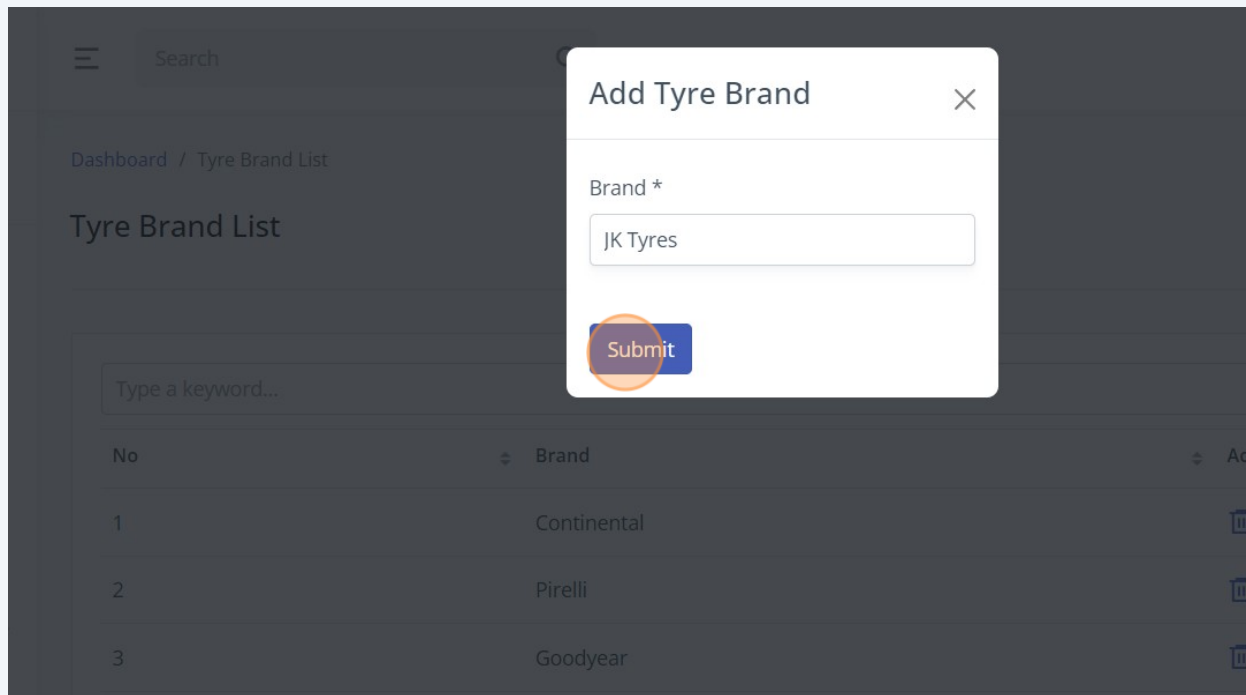 Search
Add Tyre Brand
Dashboard / Tyre Brand List
Brand *
Tyre Brand List
JK Tyres
Submit
Type a keyword...
No Brand
1 Continental
2 Pirelli
3 Goodyear